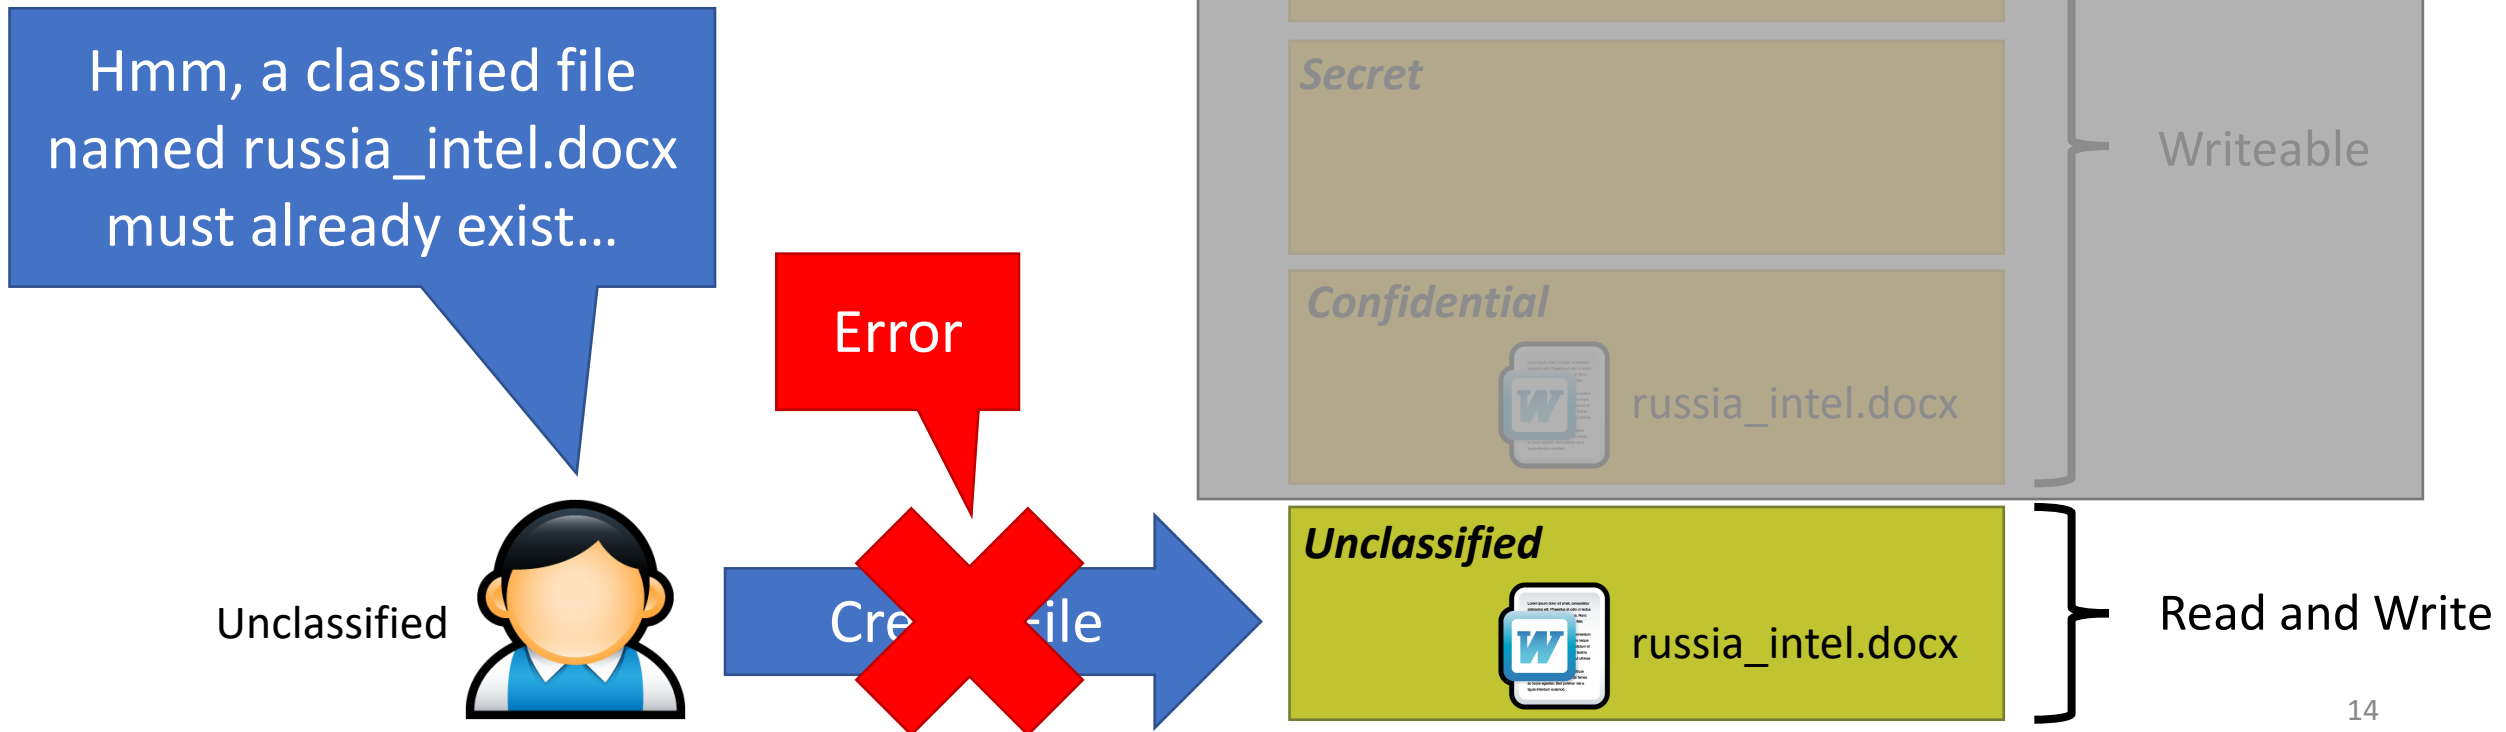 Hmm, a classified file
named russia_intel.docx
must already exist...
Secret
Writeable
Confidential
Error
russia_intel.docx
Unclassified
Unclassified
Read and Write
russia_intel.docx
14